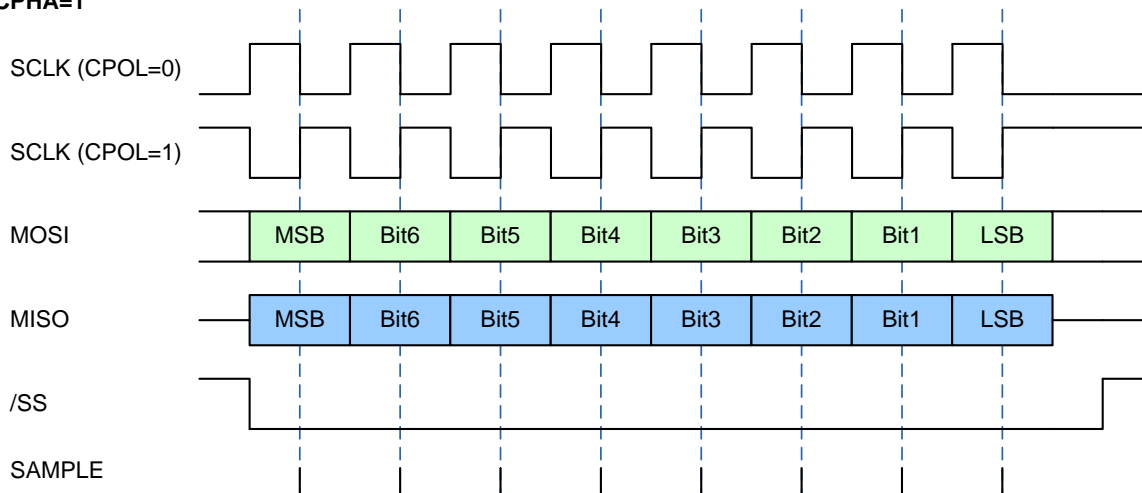 CPHA=1
SCLK (CPOL=0)
SCLK (CPOL=1)
MOSI MSB Bit6 Bit5 Bit4 Bit3 Bit2 Bit1 LSB
MISO MSB Bit6 Bit5 Bit4 Bit3 Bit2 Bit1 LSB
/SS
SAMPLE